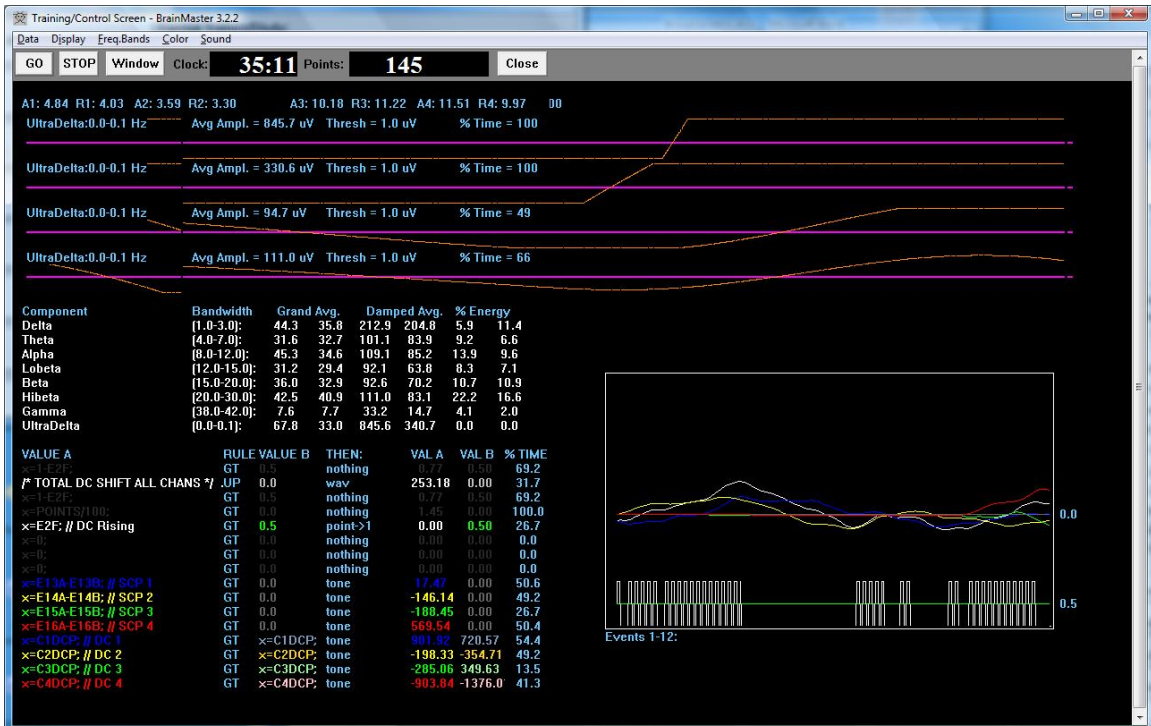 Training/Control Screen - BrainMaster 3.2.2
Data Display Freq.Bands Color Sound
GO STOP Window Clock: 35:11 Points: 145 Close
A1: 4.84 R1: 4.03 A2: 3.59 R2: 3.30 A3: 10.18 R3: 11.22 A4: 11.51 R4: 9.97
UltraDelta:0.0-0.1 Hz Avg Ampl. = 845.7 uV Thresh = 1.0 uV % Time = 100
UltraDelta:0.0-0.1 Hz Avg Ampl. = 330.6 uV Thresh = 1.0 uV % Time = 100
UltraDelta:0.0-0.1 Hz Avg Ampl. = 94.7 uV Thresh = 1.0 uV % Time = 49
UltraDelta:0.0-0.1 Hz Avg Ampl. = 111.0 uV Thresh = 1.0 uV % Time = 66
Component Bandwidth Grand Avg. Damped Avg. % Energy
Delta (1.0-3.0): 44.3 35.8 212.9 204.8 5.9 11.4
Theta (4.0-7.0): 31.6 32.7 101.1 83.9 9.2 6.6
Alpha (8.0-12.0): 45.3 34.6 109.1 85.2 13.9 9.6
Lobeta (12.0-15.0): 31.2 29.4 92.1 63.8 8.3 7.1
Beta (15.0-20.0): 36.0 32.9 92.6 70.2 10.7 10.9
Hibeta (20.0-30.0): 42.5 40.9 111.0 83.1 22.2 16.6
Gamma (38.0-42.0): 7.6 7.7 33.2 14.7 4.1 2.0
UltraDelta (0.0-0.1): 67.8 33.0 845.6 340.7 0.0 0.0
VALUE A RULE VALUE B THEN: VAL A VAL B % TIME
x=1-E2F; GT 0.5 nothing 0.77 0.50 69.2
/* TOTAL DC SHIFT ALL CHANS */ .UP 0.0 wav 253.18 0.00 31.7
x=1-E2F; GT 0.5 nothing 0.77 0.50 69.2
x=POINTS/100; GT 0.0 nothing 1.45 0.00 100.0
x=E2F; // DC Rising GT 0.5 point->1 0.00 0.50 26.7
x=0; GT 0.0 nothing 0.00 0.00 0.0
x=0; GT 0.0 nothing 0.00 0.00 0.0
x=0; GT 0.0 nothing 0.00 0.00 0.0
x=E13A-E13B; // SCP 1 GT 0.0 tone 17.47 0.00 50.6
x=E14A-E14B; // SCP 2 GT 0.0 tone -146.14 0.00 49.2
x=E15A-E15B; // SCP 3 GT 0.0 tone -188.45 0.00 26.7
x=E16A-E16B; // SCP 4 GT 0.0 tone 569.54 0.00 50.4
x=C1DCP; // DC 1 GT x=C1DCP; tone 901.92 720.57 54.4
x=C2DCP; // DC 2 GT x=C2DCP; tone -198.33 -354.71 49.2
x=C3DCP; // DC 3 GT x=C3DCP; tone -285.06 349.63 13.5
x=C4DCP; // DC 4 GT x=C4DCP; tone -903.84 -1376.0 41.3
0.0
0.5
Events 1-12: